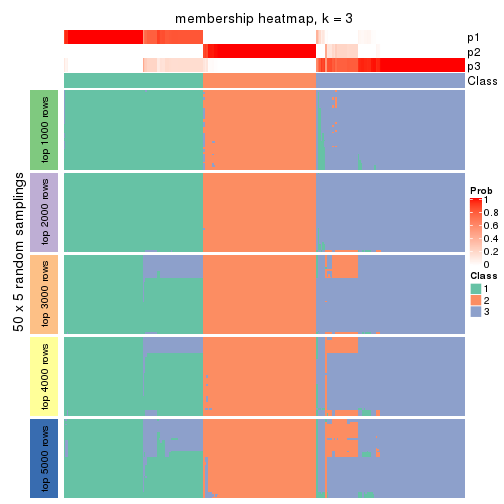 membership heatmap, k = 3
p1
p2
p3
Class
50 x 5 random samplings
top 1000 rows
top 2000 rows
top 3000 rows
top 4000 rows
top 5000 rows
Prob
1
0.8
0.6
0.4
0.2
0
Class
1
2
3